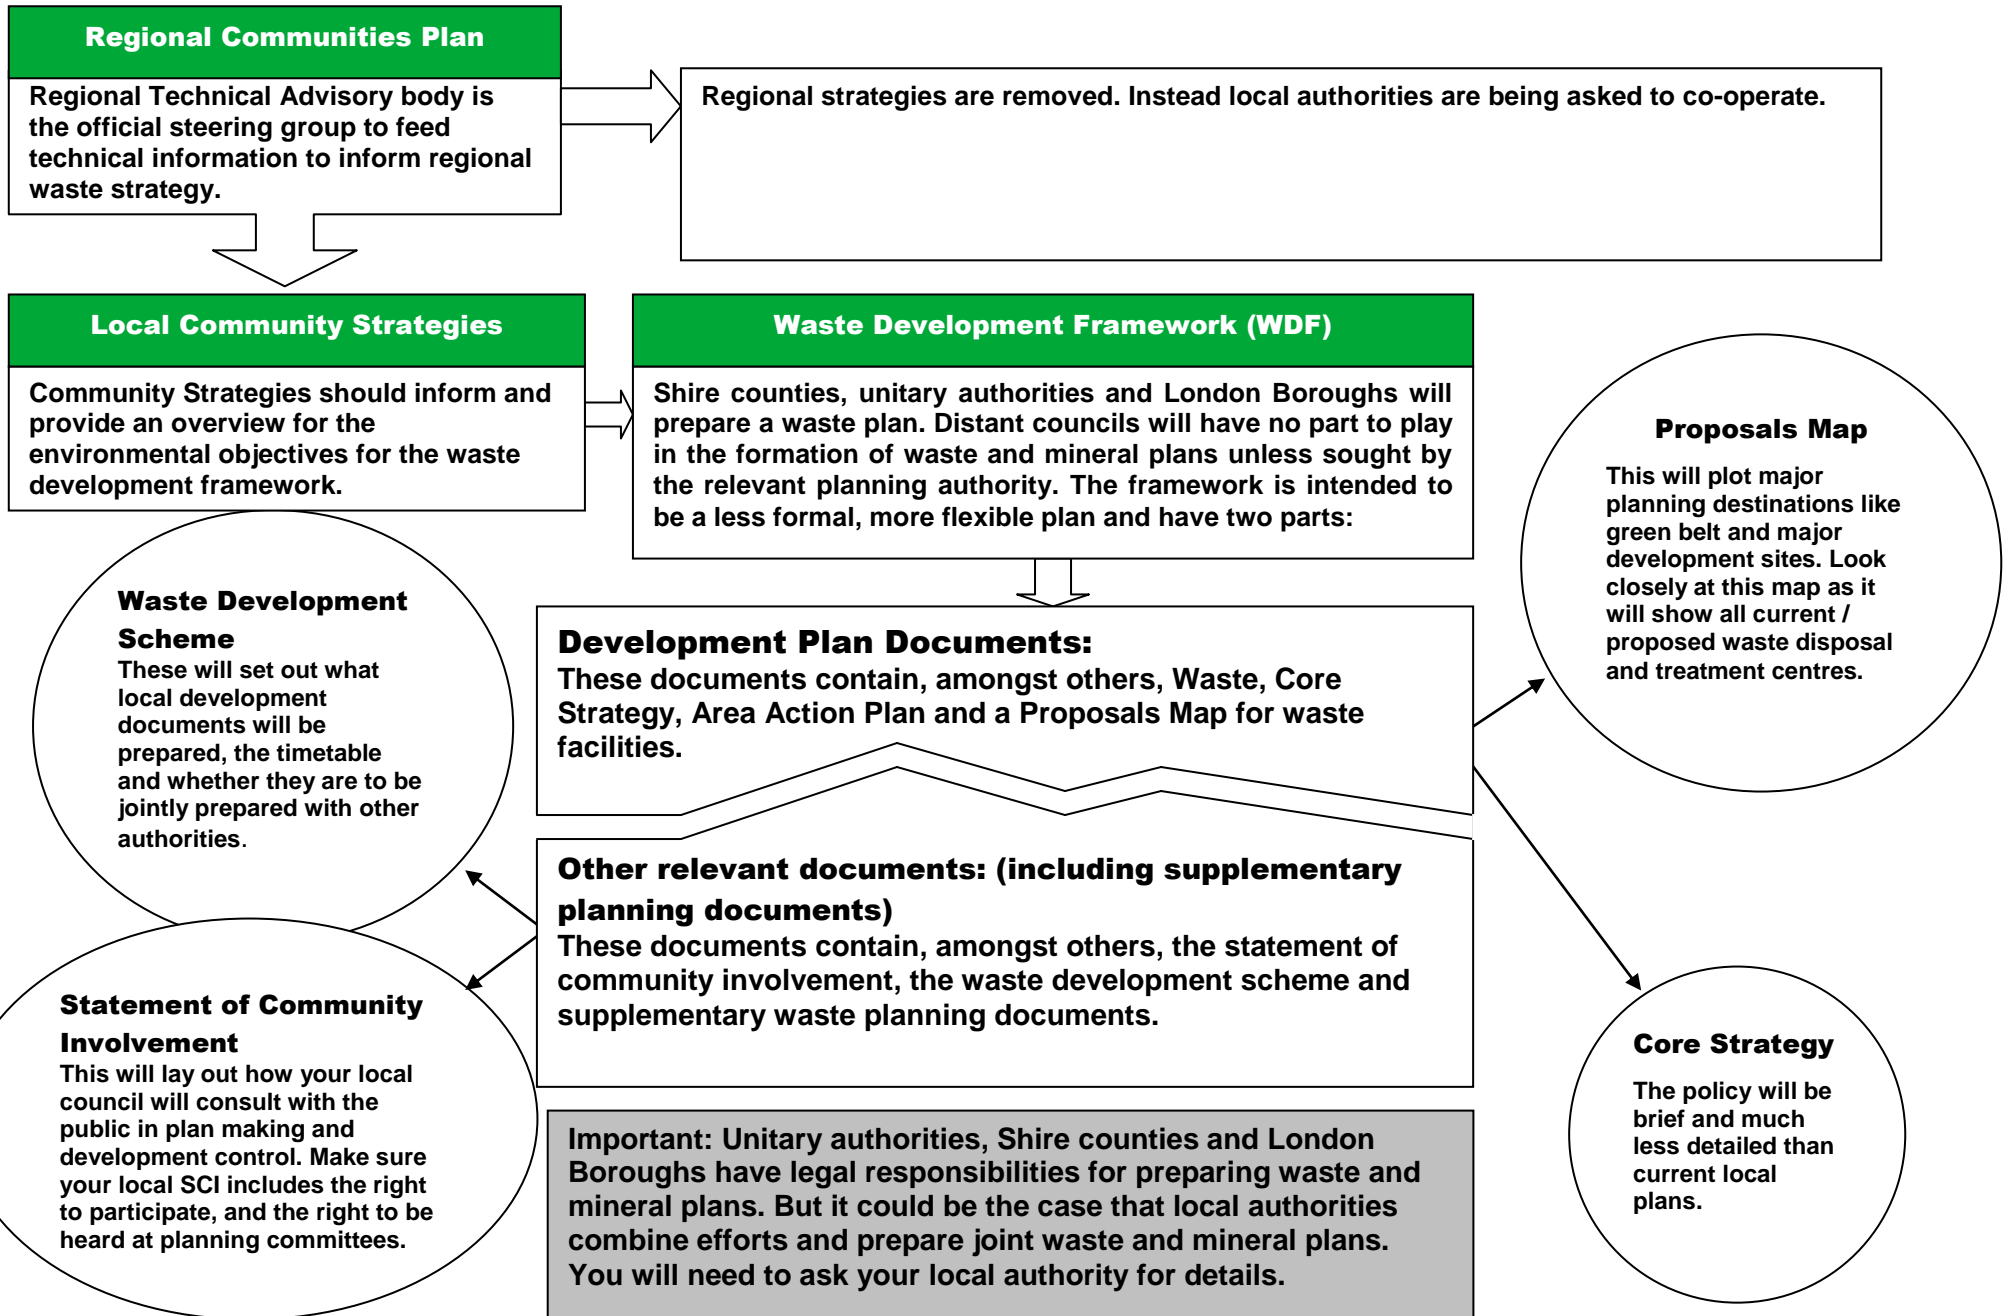 Regional Communities Plan
Regional Technical Advisory body is
the official steering group to feed
technical information to inform regional
waste strategy.
Regional strategies are removed. Instead local authorities are being asked to co-operate.
Local Community Strategies
Community Strategies should inform and
provide an overview for the
environmental objectives for the waste
development framework.
Waste Development Framework (WDF)
Shire counties, unitary authorities and London Boroughs will
prepare a waste plan. Distant councils will have no part to play
in the formation of waste and mineral plans unless sought by
the relevant planning authority. The framework is intended to
be a less formal, more flexible plan and have two parts:
Proposals Map
This will plot major
planning destinations like
green belt and major
development sites. Look
closely at this map as it
will show all current /
proposed waste disposal
and treatment centres.
Waste Development
Scheme
These will set out what
local development
documents will be
prepared, the timetable
and whether they are to be
jointly prepared with other
authorities.
Development Plan Documents:
These documents contain, amongst others, Waste, Core
Strategy, Area Action Plan and a Proposals Map for waste
facilities.
Other relevant documents: (including supplementary
planning documents)
These documents contain, amongst others, the statement of
community involvement, the waste development scheme and
supplementary waste planning documents.
Statement of Community
Involvement
This will lay out how your local
council will consult with the
public in plan making and
development control. Make sure
your local SCI includes the right
to participate, and the right to be
heard at planning committees.
Core Strategy
The policy will be
brief and much
less detailed than
current local
plans.
Important: Unitary authorities, Shire counties and London
Boroughs have legal responsibilities for preparing waste and
mineral plans. But it could be the case that local authorities
combine efforts and prepare joint waste and mineral plans.
You will need to ask your local authority for details.